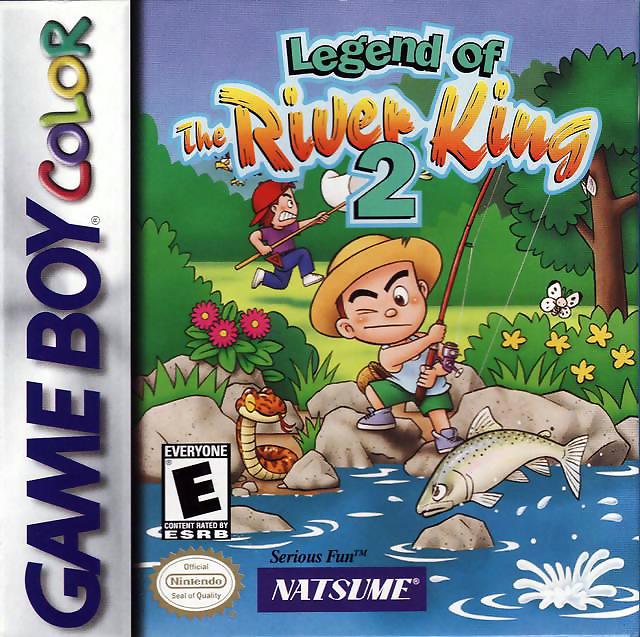 GAME BOY COLOR
®
Legend of
The River King
2
EVERYONE
E
®
CONTENT RATED BY
ESRB
Official
Nintendo
Seal of Quality
Serious Fun™
NATSUME®